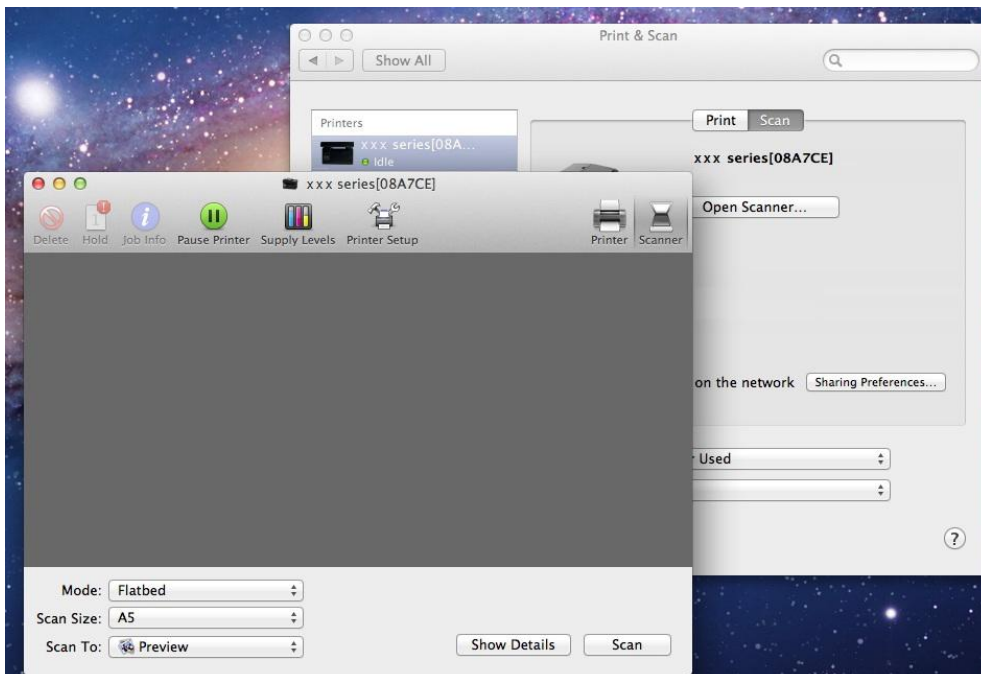 Print & Scan
Show All
Printers
xxx series[08A...
Idle
Print Scan
xxx series[08A7CE]
Open Scanner...
on the network Sharing Preferences...
Used
?
xxx series[08A7CE]
Delete Hold Job Info Pause Printer Supply Levels Printer Setup Printer Scanner
Mode: Flatbed
Scan Size: A5
Scan To: Preview
Show Details Scan